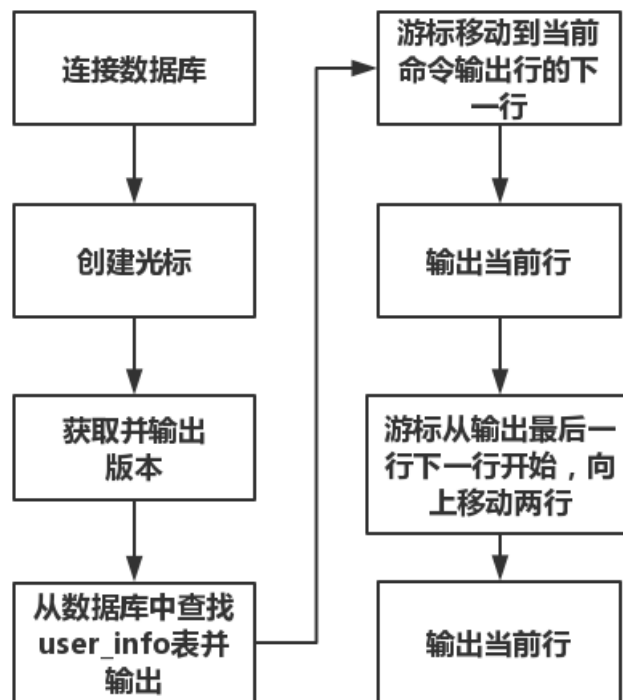 连接数据库
创建光标
获取并输出
版本
从数据库中查找
user_info表并
输出
游标移动到当前
命令输出行的下
一行
输出当前行
游标从输出最后一
行下一行开始，向
上移动两行
输出当前行